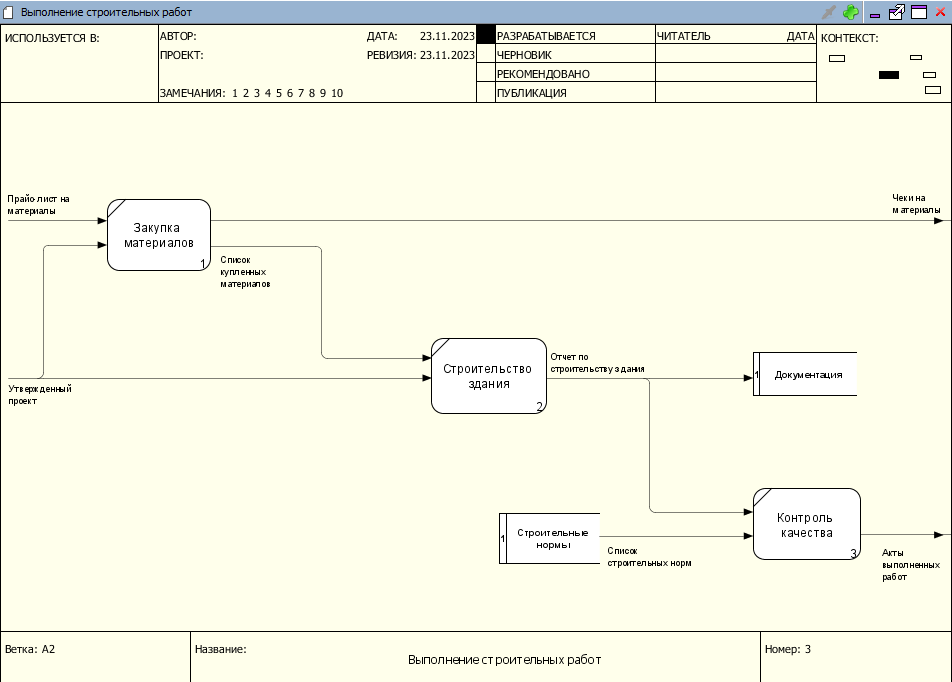 Выполнение строительных работ
ИСПОЛЬЗУЕТСЯ В:
АВТОР:
ДАТА: 23.11.2023
ПРОЕКТ:
РЕВИЗИЯ: 23.11.2023
ЗАМЕЧАНИЯ: 1 2 3 4 5 6 7 8 9 10
РАЗРАБАТЫВАЕТСЯ
ЧЕРНОВИК
РЕКОМЕНДОВАНО
ПУБЛИКАЦИЯ
ЧИТАТЕЛЬ
ДАТА
КОНТЕКСТ:
Прайс-лист на
материалы
Закупка
материалов
1
Чеки на
материалы
Список
купленных
материалов
Утвержденный
проект
Строительство
здания
2
Отчет по
строительству здания
1
Документация
1
Строительные
нормы
Список
строительных норм
Контроль
качества
3
Акты
выполненных
работ
Ветка: A2
Название:
Выполнение строительных работ
Номер: 3